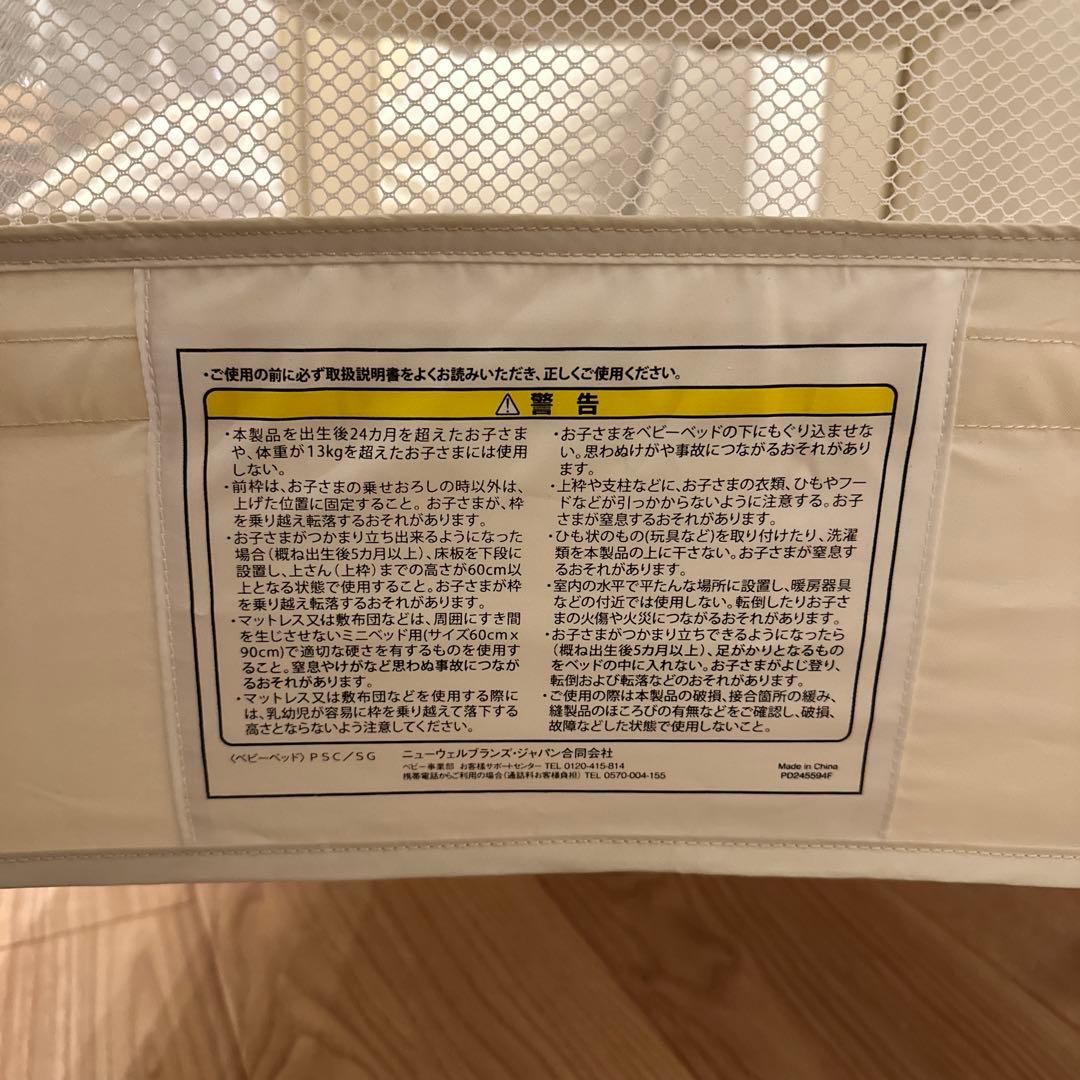 ・ご使用の前に必ず取扱説明書をよくお読みいただき、正しくご使用ください。
⚠ 警 告
・本製品を出生後24カ月を超えたお子さま
や、体重が13kgを超えたお子さまには使用
しない。
・前枠は、お子さまの乗せおろしの時以外は、
上げた位置に固定すること。お子さまが、枠
を乗り越え転落するおそれがあります。
・お子さまがつかまり立ち出来るようになった
場合(概ね出生後5カ月以上)、床板を下段に
設置し、上さん(上枠)までの高さが60cm以
上となる状態で使用すること。お子さまが枠
を乗り越え転落するおそれがあります。
・マットレス又は敷布団などは、周囲にすき間
を生じさせないミニベッド用(サイズ60cm x
90cm)で適切な硬さを有するものを使用
すること。窒息やけがなど思わぬ事故につなが
るおそれがあります。
・マットレス又は敷布団などを使用する際に
は、乳幼児が容易に枠を乗り越えて落下する
高さとならないよう注意してください。
・お子さまをベビーベッドの下にもぐり込ませな
い。思わぬけがや事故につながるおそれがあり
ます。
・上枠や支柱などに、お子さまの衣類、ひもやフー
ドなどが引っかからないように注意する。お子
さまが窒息するおそれがあります。
・ひも状のもの(玩具など)を取り付けたり、洗濯
類を本製品の上に干さない。お子さまが窒息す
るおそれがあります。
・室内の水平で平たんな場所に設置し、暖房器具
などの付近では使用しない。転倒したりお子さ
まの火傷や火災につながるおそれがあります。
・お子さまがつかまり立ちできるようになったら
(概ね出生後5カ月以上)、足がかりとなるもの
をベッドの中に入れない。お子さまがよじ登り、
転倒および転落などのおそれがあります。
・ご使用の際は本製品の破損、接合箇所の緩み、
縫製品のほころびの有無などをご確認し、破損、
故障などした状態で使用しないこと。
〈ベビーベッド〉PSC/SG
ニューウェルブランズ・ジャパン合同会社
ベビー事業部 お客様サポートセンター TEL 0120-415-814
携帯電話からご利用の場合(通話料お客様負担) TEL 0570-004-155
Made in China
PD245594F